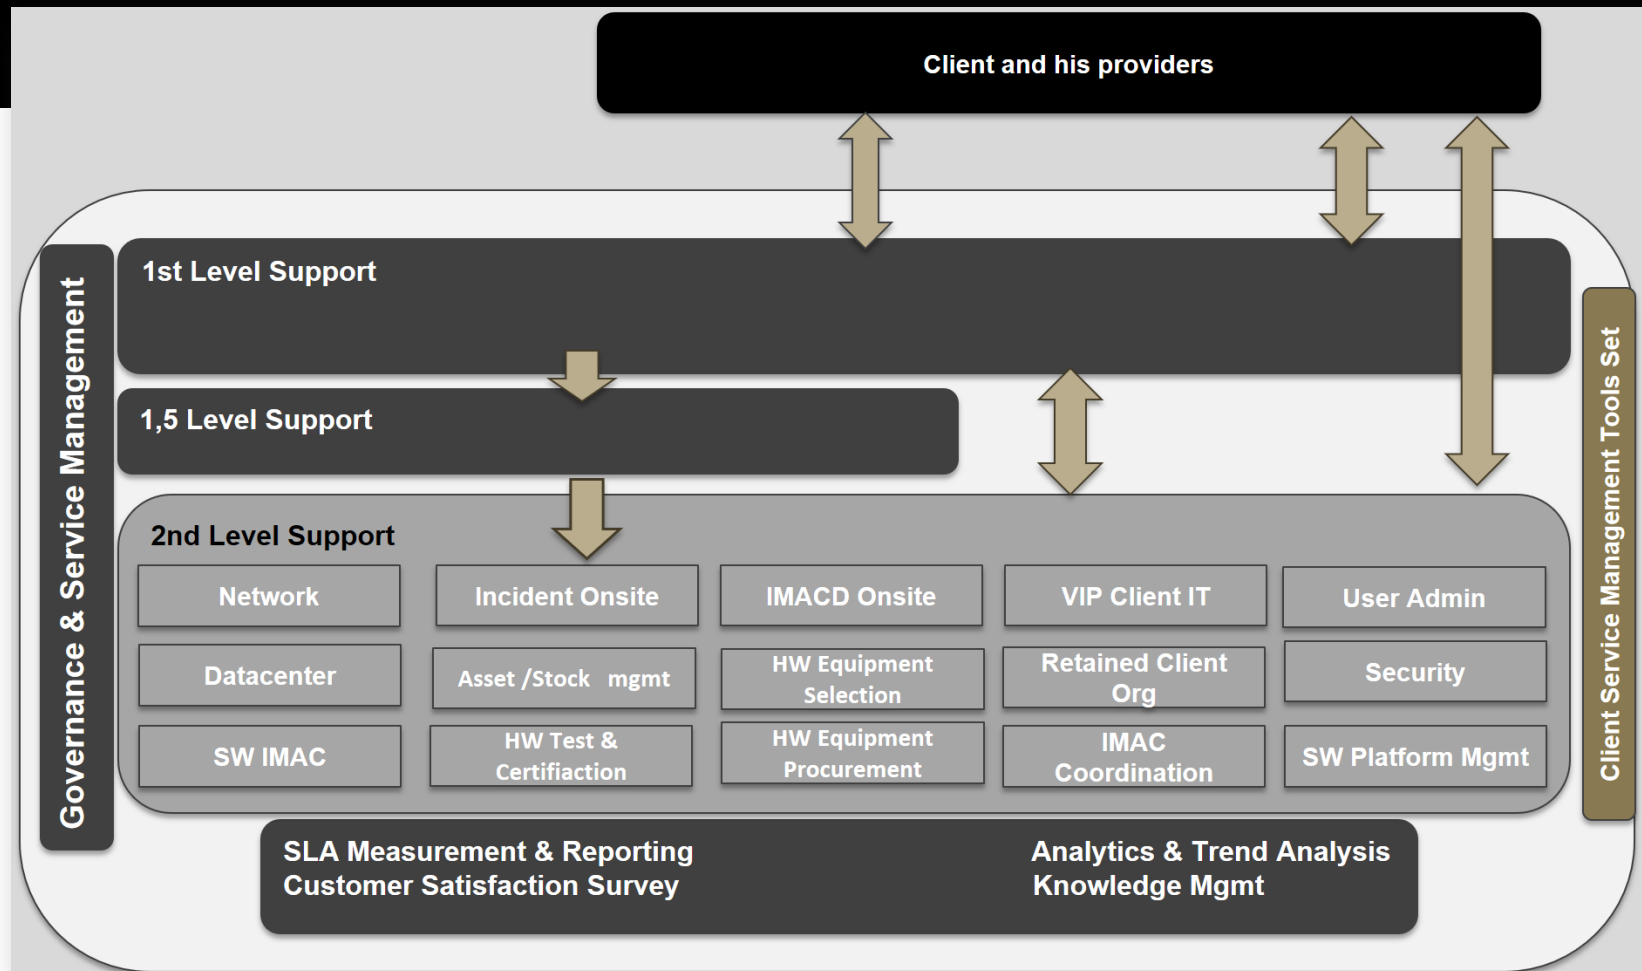 Client and his providers
Governance & Service Management
1st Level Support
1,5 Level Support
2nd Level Support
Network
Incident Onsite
IMACD Onsite
VIP Client IT
User Admin
Datacenter
Asset /Stock mgmt
HW Equipment
Selection
Retained Client
Org
Security
SW IMAC
HW Test &
Certifiaction
HW Equipment
Procurement
IMAC
Coordination
SW Platform Mgmt
Client Service Management Tools Set
SLA Measurement & Reporting
Customer Satisfaction Survey
Analytics & Trend Analysis
Knowledge Mgmt